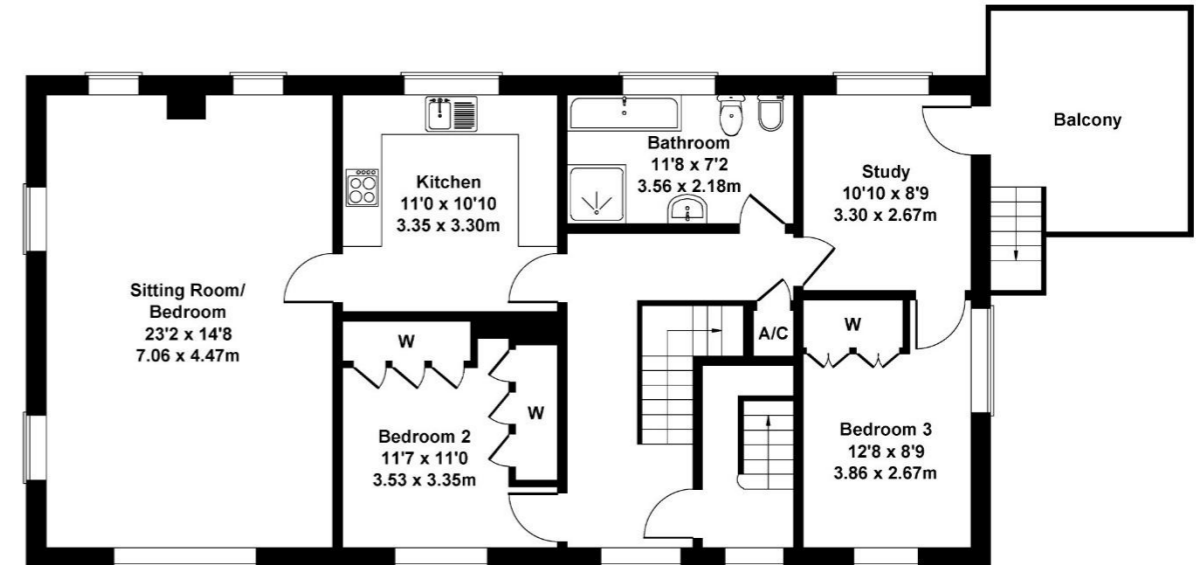 Sitting Room/
Bedroom
23'2 x 14'8
7.06 x 4.47m
Kitchen
11'0 x 10'10
3.35 x 3.30m
Bathroom
11'8 x 7'2
3.56 x 2.18m
Study
10'10 x 8'9
3.30 x 2.67m
Balcony
W
Bedroom 2
11'7 x 11'0
3.53 x 3.35m
W
A/C
W
Bedroom 3
12'8 x 8'9
3.86 x 2.67m